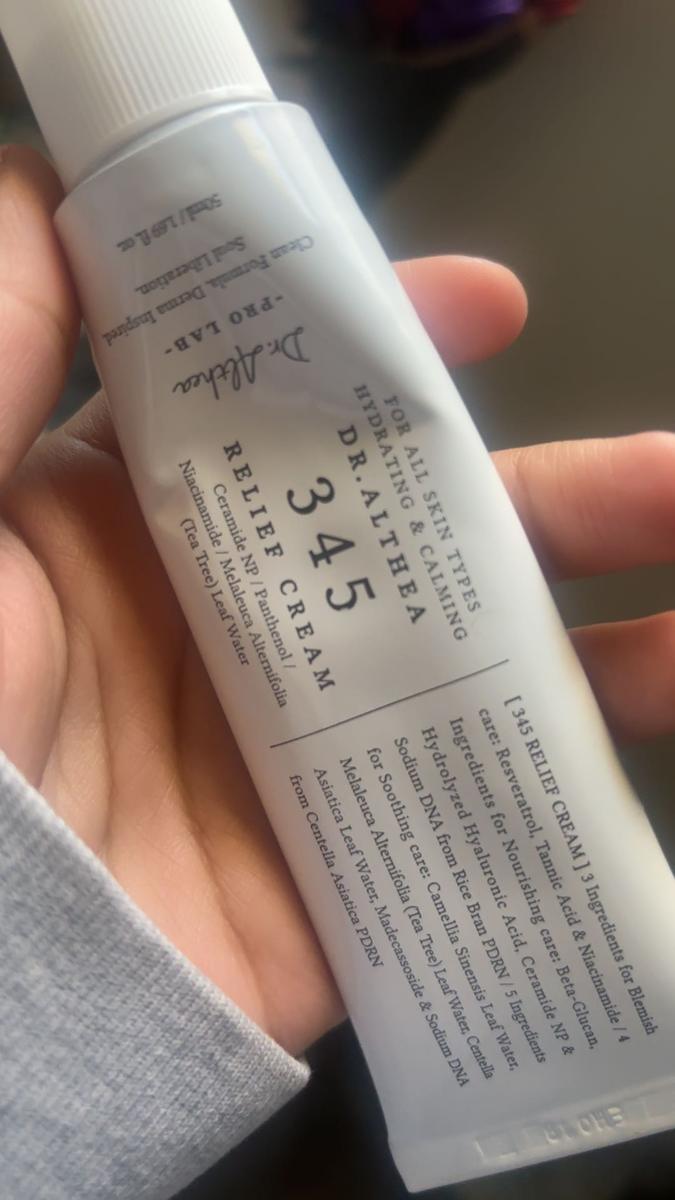 50ml / 1.69 fl. oz.
Clean Formula, Derma Inspired
Soul Liberation.
-PRO LAB-
Dr.Althea
FOR ALL SKIN TYPES
HYDRATING & CALMING
DR.ALTHEA
345
RELIEF CREAM
Ceramide NP / Panthenol /
Niacinamide / Melaleuca Alternifolia
(Tea Tree) Leaf Water
[ 345 RELIEF CREAM ] 3 Ingredients for Blemish
care: Resveratrol, Tannic Acid & Niacinamide / 4
Ingredients for Nourishing care: Beta-Glucan,
Hydrolyzed Hyaluronic Acid, Ceramide NP &
Sodium DNA from Rice Bran PDRN / 5 Ingredients
for Soothing care: Camellia Sinensis Leaf Water,
Melaleuca Alternifolia (Tea Tree) Leaf Water, Centella
Asiatica Leaf Water, Madecassoside & Sodium DNA
from Centella Asiatica PDRN